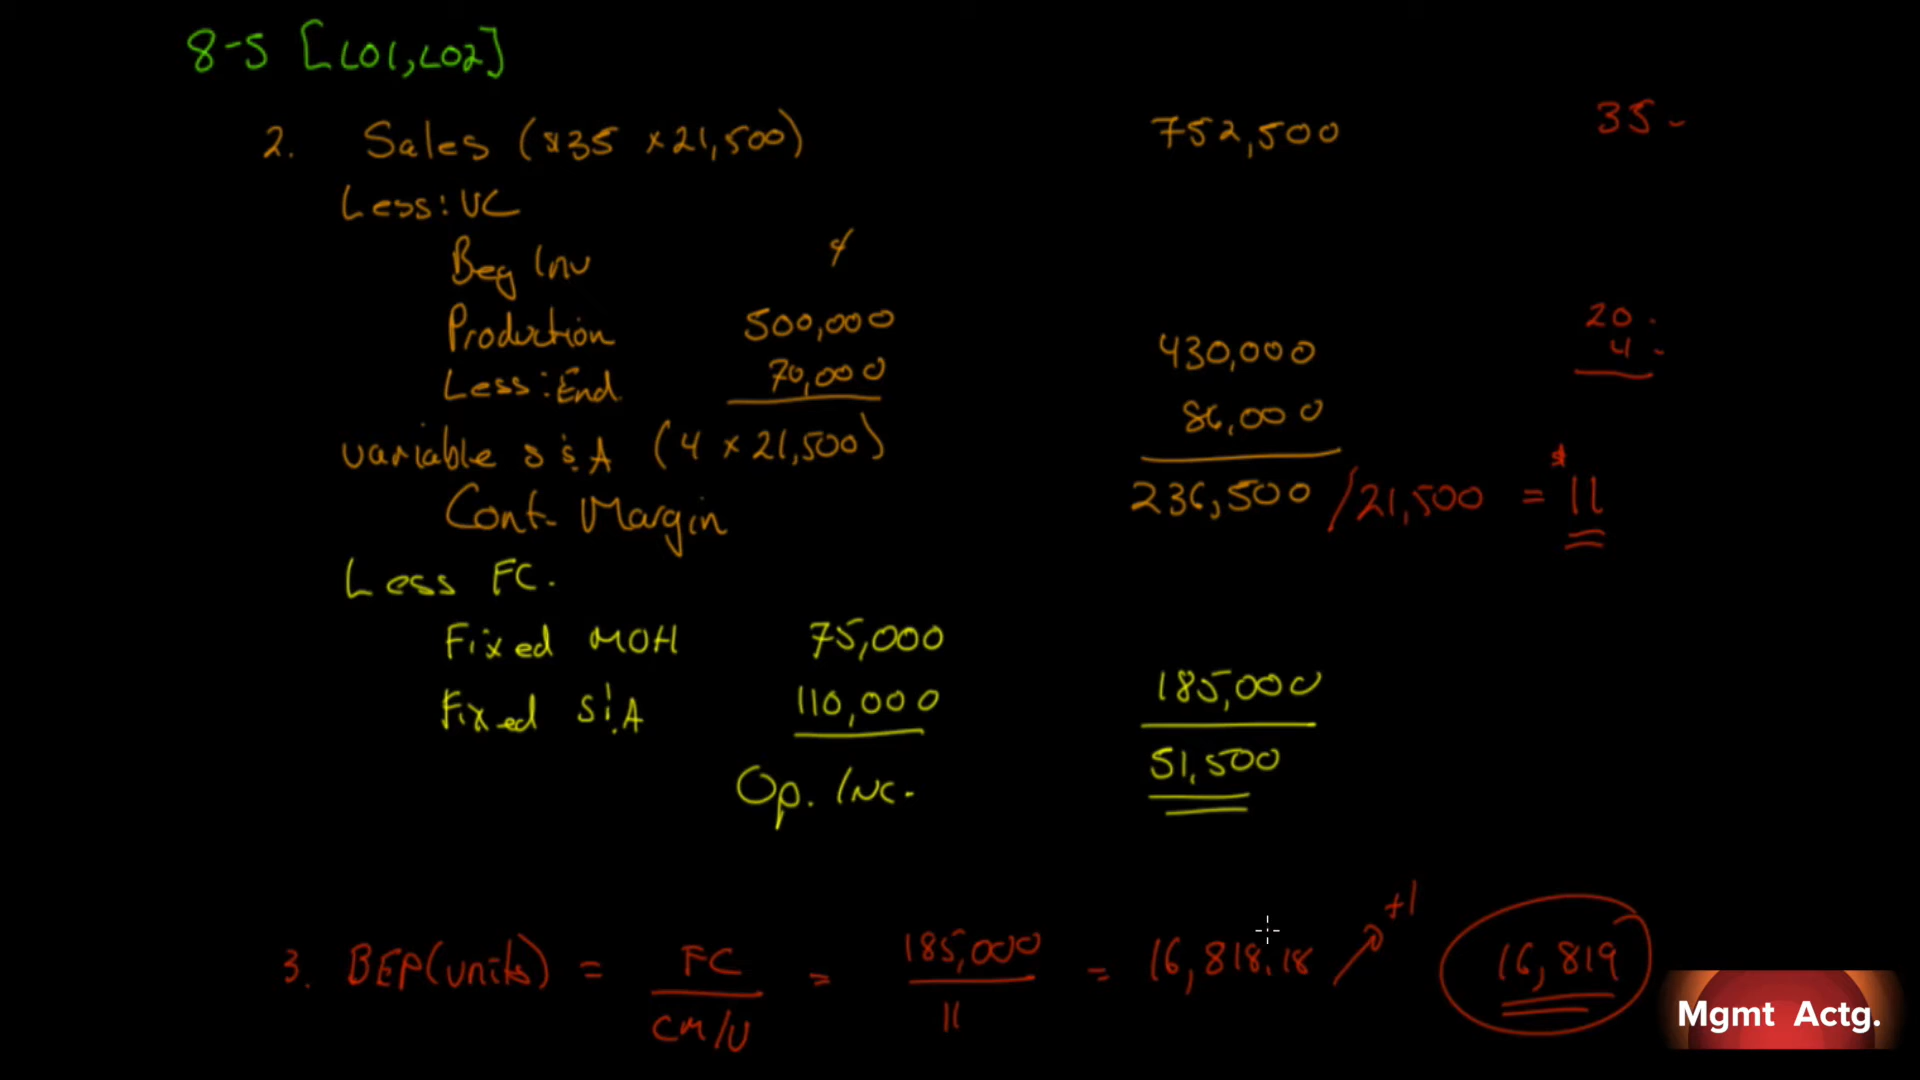 8-5 [LO1, LO2]
2. Sales ($35 x 21,500) 752,500 35 -
Less: VC
Beg Inv ∅
Production 500,000 20 -
Less: End. 70,000 430,000 4 -
variable S & A (4 x 21,500) 86,000
Cont. Margin 236,500 / 21,500 = $11
Less FC.
Fixed MOH 75,000
Fixed S & A 110,000 185,000
Op. Inc. 51,500
3. BEP (units) = FC / CM/U = 185,000 / 11 = 16,818.18 +1 16,819
Mgmt Actg.